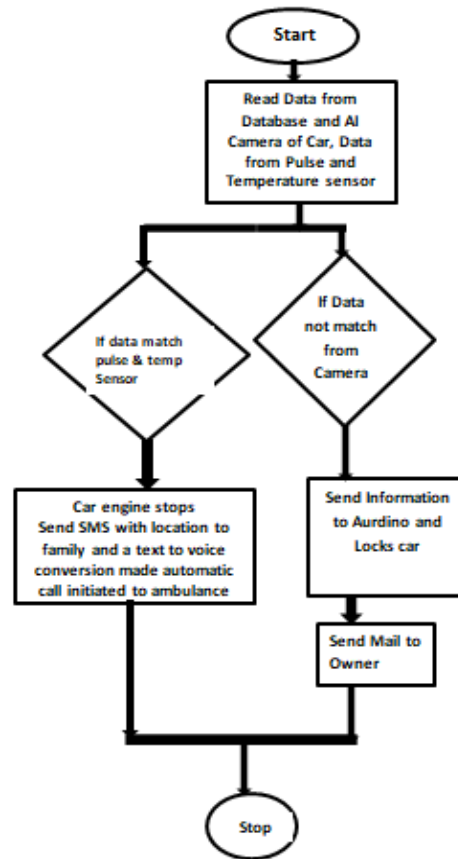 Start
Read Data from
Database and AI
Camera of Car, Data
from Pulse and
Temperature sensor
If data match
pulse & temp
Sensor
If Data
not match
from
Camera
Car engine stops
Send SMS with location to
family and a text to voice
conversion made automatic
call initiated to ambulance
Send Information
to Aurdino and
Locks car
Send Mail to
Owner
Stop